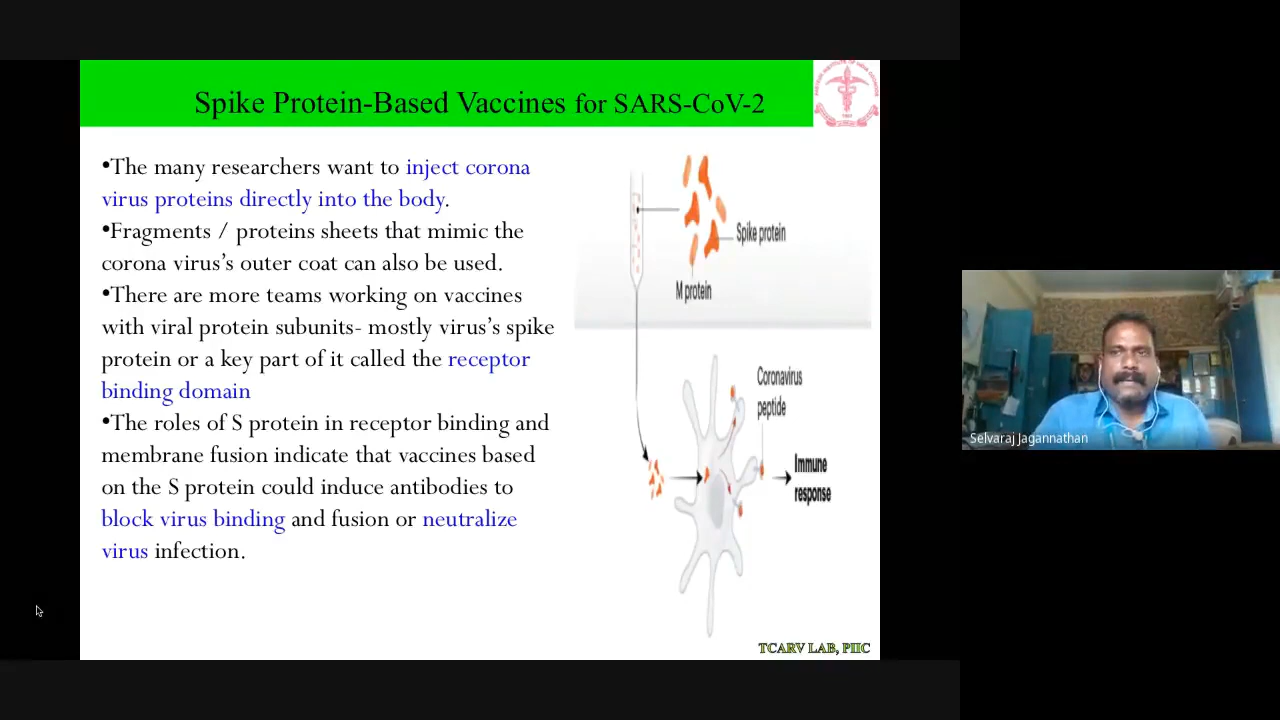 Spike Protein-Based Vaccines for SARS-CoV-2
•The many researchers want to inject corona
virus proteins directly into the body.
•Fragments / proteins sheets that mimic the
corona virus’s outer coat can also be used.
•There are more teams working on vaccines
with viral protein subunits- mostly virus’s spike
protein or a key part of it called the receptor
binding domain
•The roles of S protein in receptor binding and
membrane fusion indicate that vaccines based
on the S protein could induce antibodies to
block virus binding and fusion or neutralize
virus infection.
Spike protein
M protein
Coronavirus
peptide
Immune
response
TCARV LAB, PIIC
Selvaraj Jagannathan